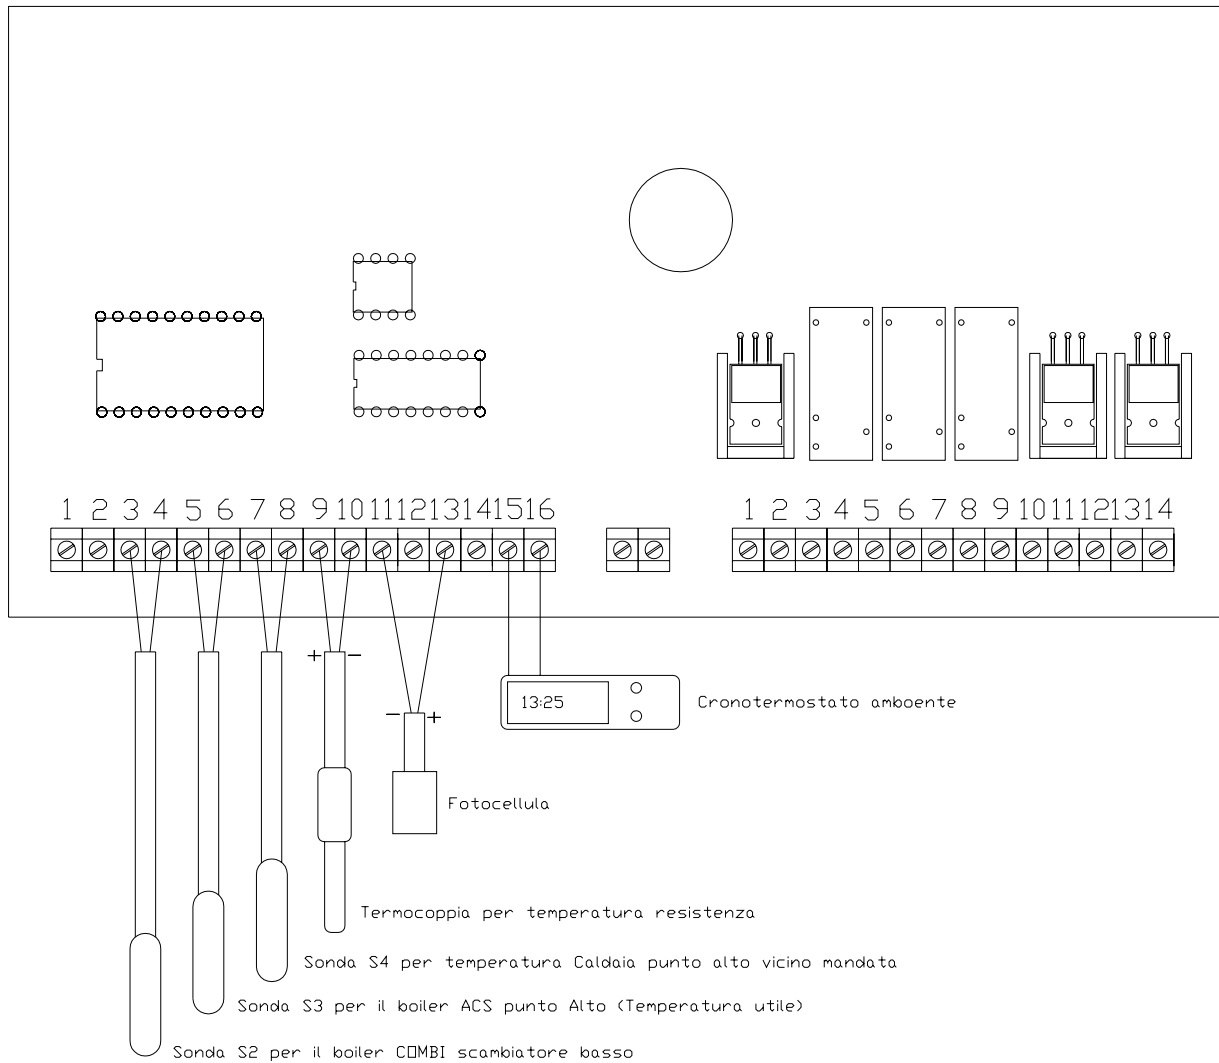 1 2 3 4 5 6 7 8 9 10 11 12 13 14 15 16 1 2 3 4 5 6 7 8 9 10 11 12 13 14
+ − 
13:25
Cronotermostato amboente
− +
Fotocellula
Termocoppia per temperatura resistenza
Sonda S4 per temperatura Caldaia punto alto vicino mandata
Sonda S3 per il boiler ACS punto Alto (Temperatura utile)
Sonda S2 per il boiler COMBI scambiatore basso